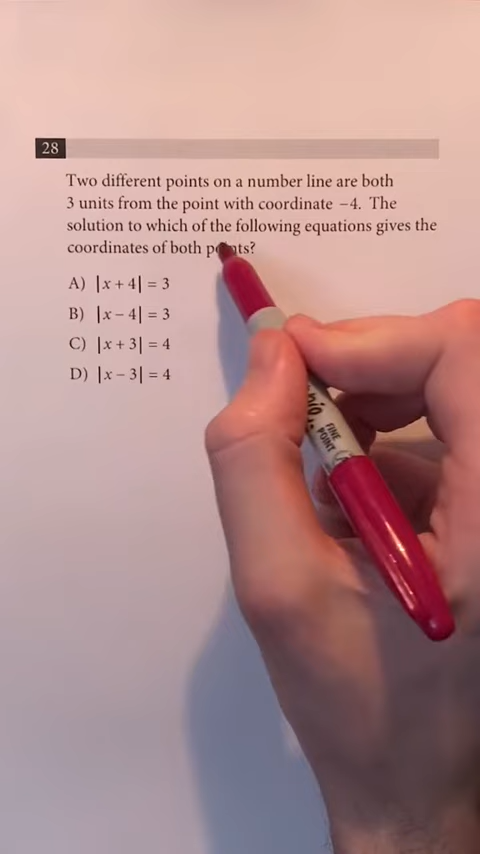 28
Two different points on a number line are both
3 units from the point with coordinate −4. The
solution to which of the following equations gives the
coordinates of both points?
A) |x + 4| = 3
B) |x − 4| = 3
C) |x + 3| = 4
D) |x − 3| = 4
FINE
POINT